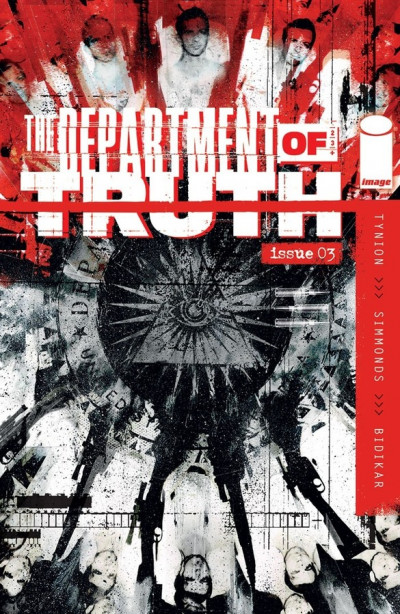 THE DEPARTMENT
OF
TRUTH
issue 03
image
TYNION >>> SIMMONDS >>> BIDIKAR